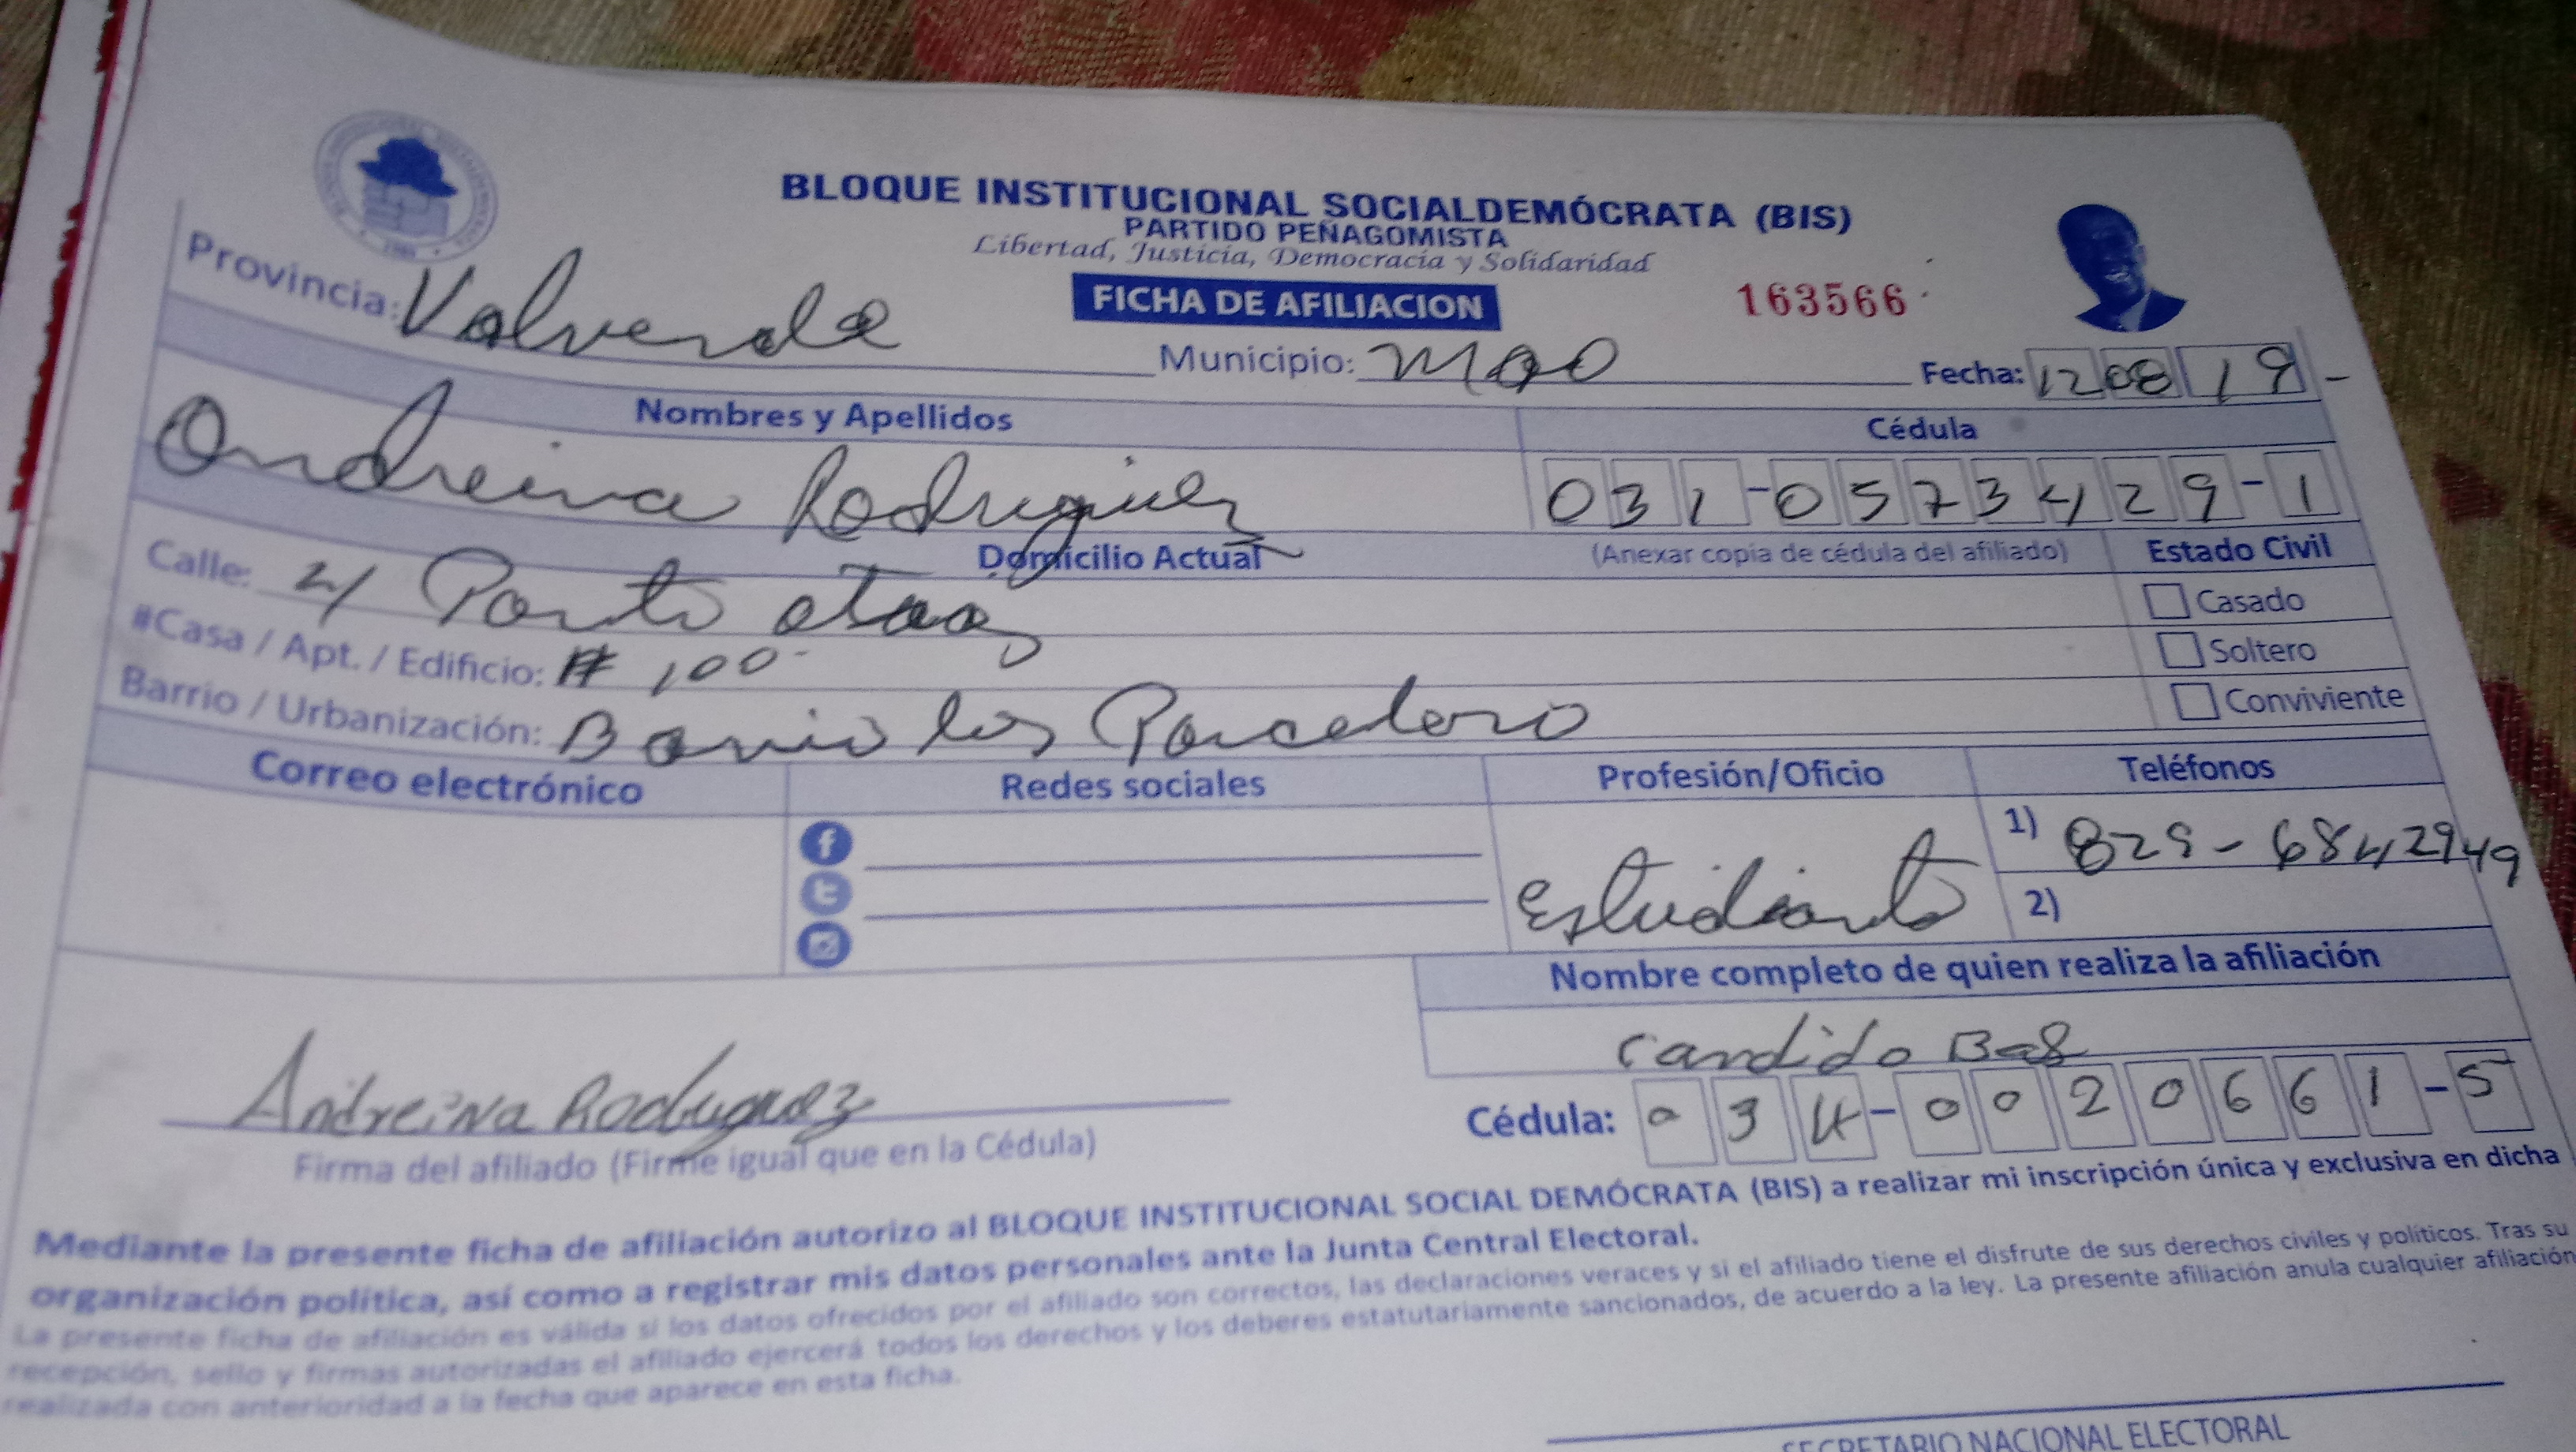 BLOQUE INSTITUCIONAL SOCIALDEMÓCRATA (BIS)
PARTIDO PEÑAGOMISTA
Libertad, Justicia, Democracia y Solidaridad
FICHA DE AFILIACION 163566
Provincia: Valverde Municipio: Mao Fecha: 12 08 19
Nombres y Apellidos Cédula
Andreina Rodriguez 031-0573429-1
Domicilio Actual (Anexar copia de cédula del afiliado) Estado Civil
Calle:
Casado
#Casa / Apt. / Edificio: # 100
Soltero
Barrio / Urbanización: Barrio los
Conviviente
Correo electrónico Redes sociales Profesión/Oficio Teléfonos
1) 829-6842949
Estudiante
2)
Nombre completo de quien realiza la afiliación
Candido
Andreina Rodriguez Cédula: 034-0020661-5
Firma del afiliado (Firme igual que en la Cédula)
Mediante la presente ficha de afiliación autorizo al BLOQUE INSTITUCIONAL SOCIAL DEMÓCRATA (BIS) a realizar mi inscripción única y exclusiva en dicha
organización política, así como a registrar mis datos personales ante la Junta Central Electoral.
La presente ficha de afiliación es válida si los datos ofrecidos por el afiliado son correctos, las declaraciones veraces y si el afiliado tiene el disfrute de sus derechos civiles y políticos. Tras su
recepción, sello y firmas autorizadas el afiliado ejercerá todos los derechos y los deberes estatutariamente sancionados, de acuerdo a la ley. La presente afiliación anula cualquier afiliación
realizada con anterioridad a la fecha que aparece en esta ficha.
SECRETARIO NACIONAL ELECTORAL